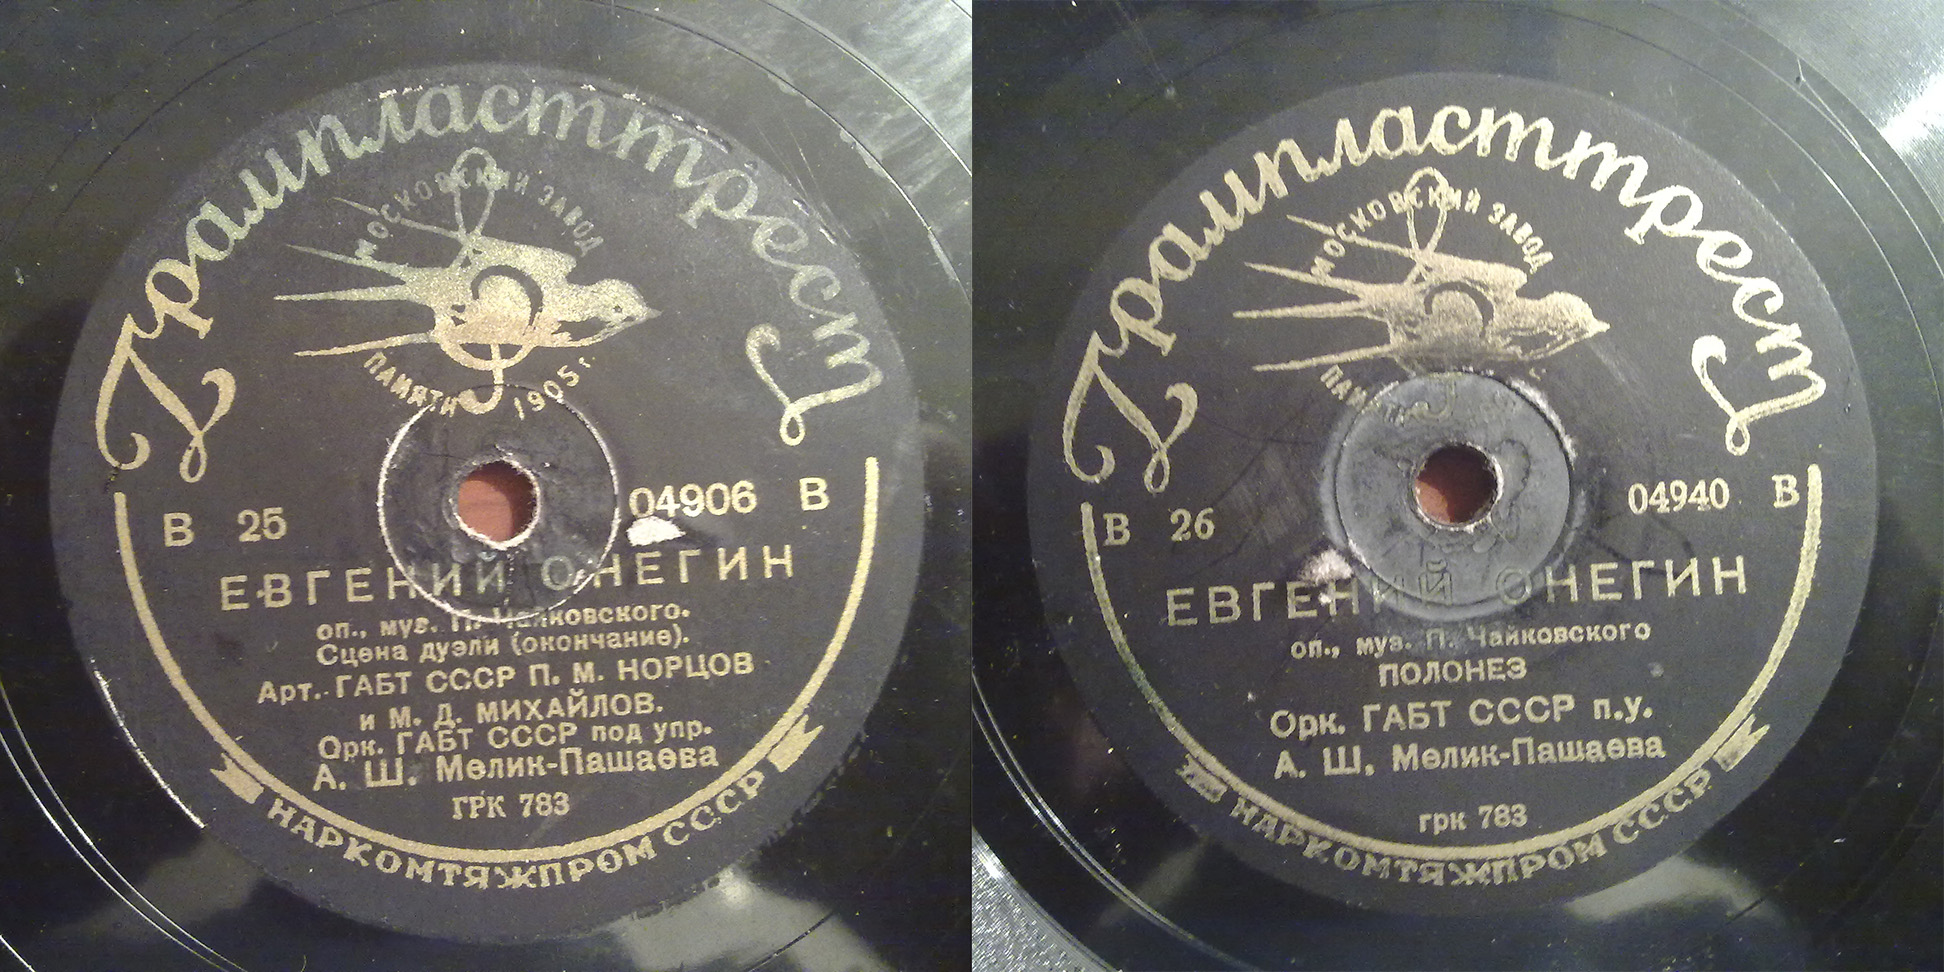 Грампласттрест
МОСКОВСКИЙ ЗАВОД
ПАМЯТИ 1905 г.
В 25 04906 В
ЕВГЕНИЙ ОНЕГИН
оп., муз. П. Чайковского.
Сцена дуэли (окончание).
Арт. ГАБТ СССР П. М. НОРЦОВ
и М. Д. МИХАЙЛОВ.
Орк. ГАБТ СССР под упр.
А. Ш. Мелик-Пашаева
ГРК 783
НАРКОМТЯЖПРОМ СССР
Грампласттрест
МОСКОВСКИЙ ЗАВОД
ПАМЯТИ
В 26 04940 В
ЕВГЕНИЙ ОНЕГИН
оп., муз. П. Чайковского
ПОЛОНЕЗ
Орк. ГАБТ СССР п.у.
А. Ш. Мелик-Пашаева
грк 783
НАРКОМТЯЖПРОМ СССР